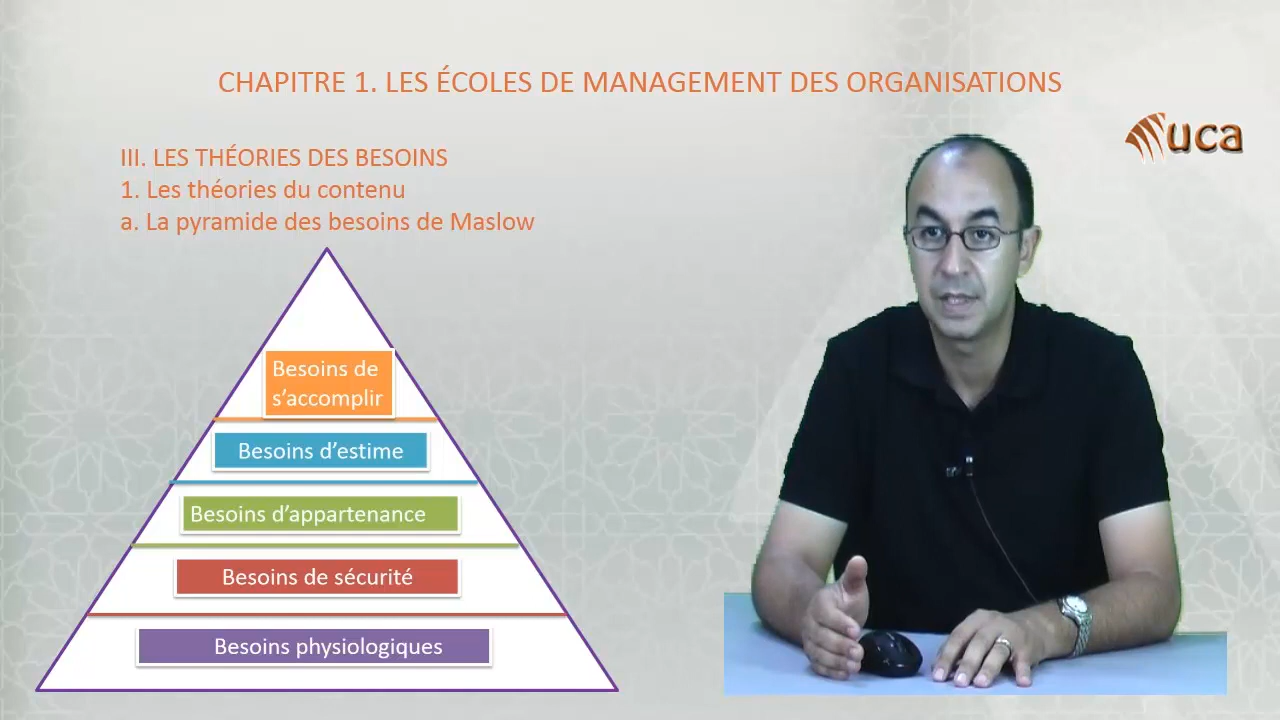 CHAPITRE 1. LES ÉCOLES DE MANAGEMENT DES ORGANISATIONS
uca
III. LES THÉORIES DES BESOINS
1. Les théories du contenu
a. La pyramide des besoins de Maslow
Besoins de
s’accomplir
Besoins d’estime
Besoins d’appartenance
Besoins de sécurité
Besoins physiologiques